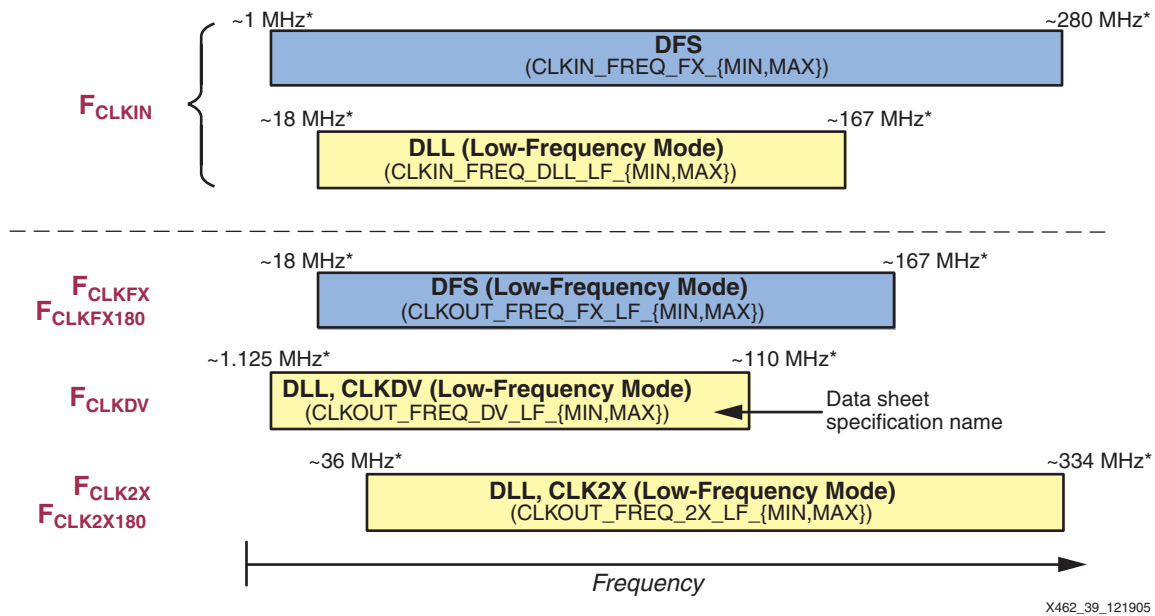 ~1 MHz*
~280 MHz*
DFS
(CLKIN_FREQ_FX_{MIN,MAX})
FCLKIN
~18 MHz*
~167 MHz*
DLL (Low-Frequency Mode)
(CLKIN_FREQ_DLL_LF_{MIN,MAX})
~18 MHz*
~167 MHz*
FCLKFX
FCLKFX180
DFS (Low-Frequency Mode)
(CLKOUT_FREQ_FX_LF_{MIN,MAX})
~1.125 MHz*
~110 MHz*
FCLKDV
DLL, CLKDV (Low-Frequency Mode)
(CLKOUT_FREQ_DV_LF_{MIN,MAX})
Data sheet
specification name
~36 MHz*
~334 MHz*
FCLK2X
FCLK2X180
DLL, CLK2X (Low-Frequency Mode)
(CLKOUT_FREQ_2X_LF_{MIN,MAX})
Frequency
X462_39_121905